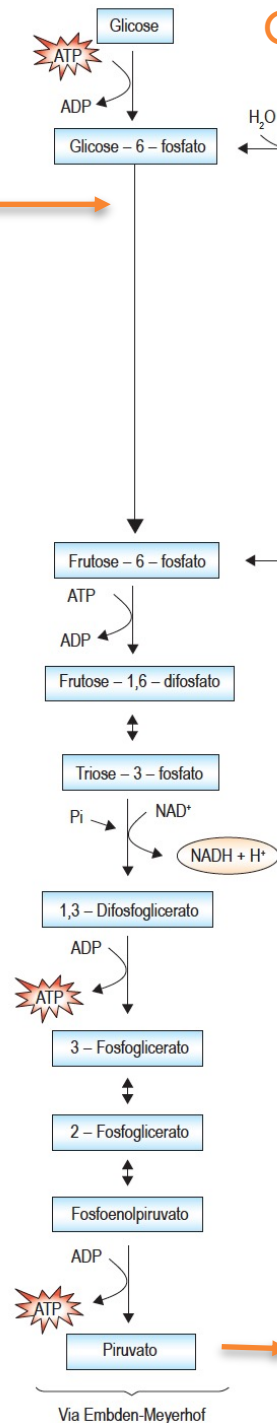 Glicose
ATP
ADP
H₂O
Glicose – 6 – fosfato
Frutose – 6 – fosfato
ATP
ADP
Frutose – 1,6 – difosfato
Triose – 3 – fosfato
Pi
NAD⁺
NADH + H⁺
1,3 – Difosfoglicerato
ADP
ATP
3 – Fosfoglicerato
2 – Fosfoglicerato
Fosfoenolpiruvato
ADP
ATP
Piruvato
Via Embden-Meyerhof